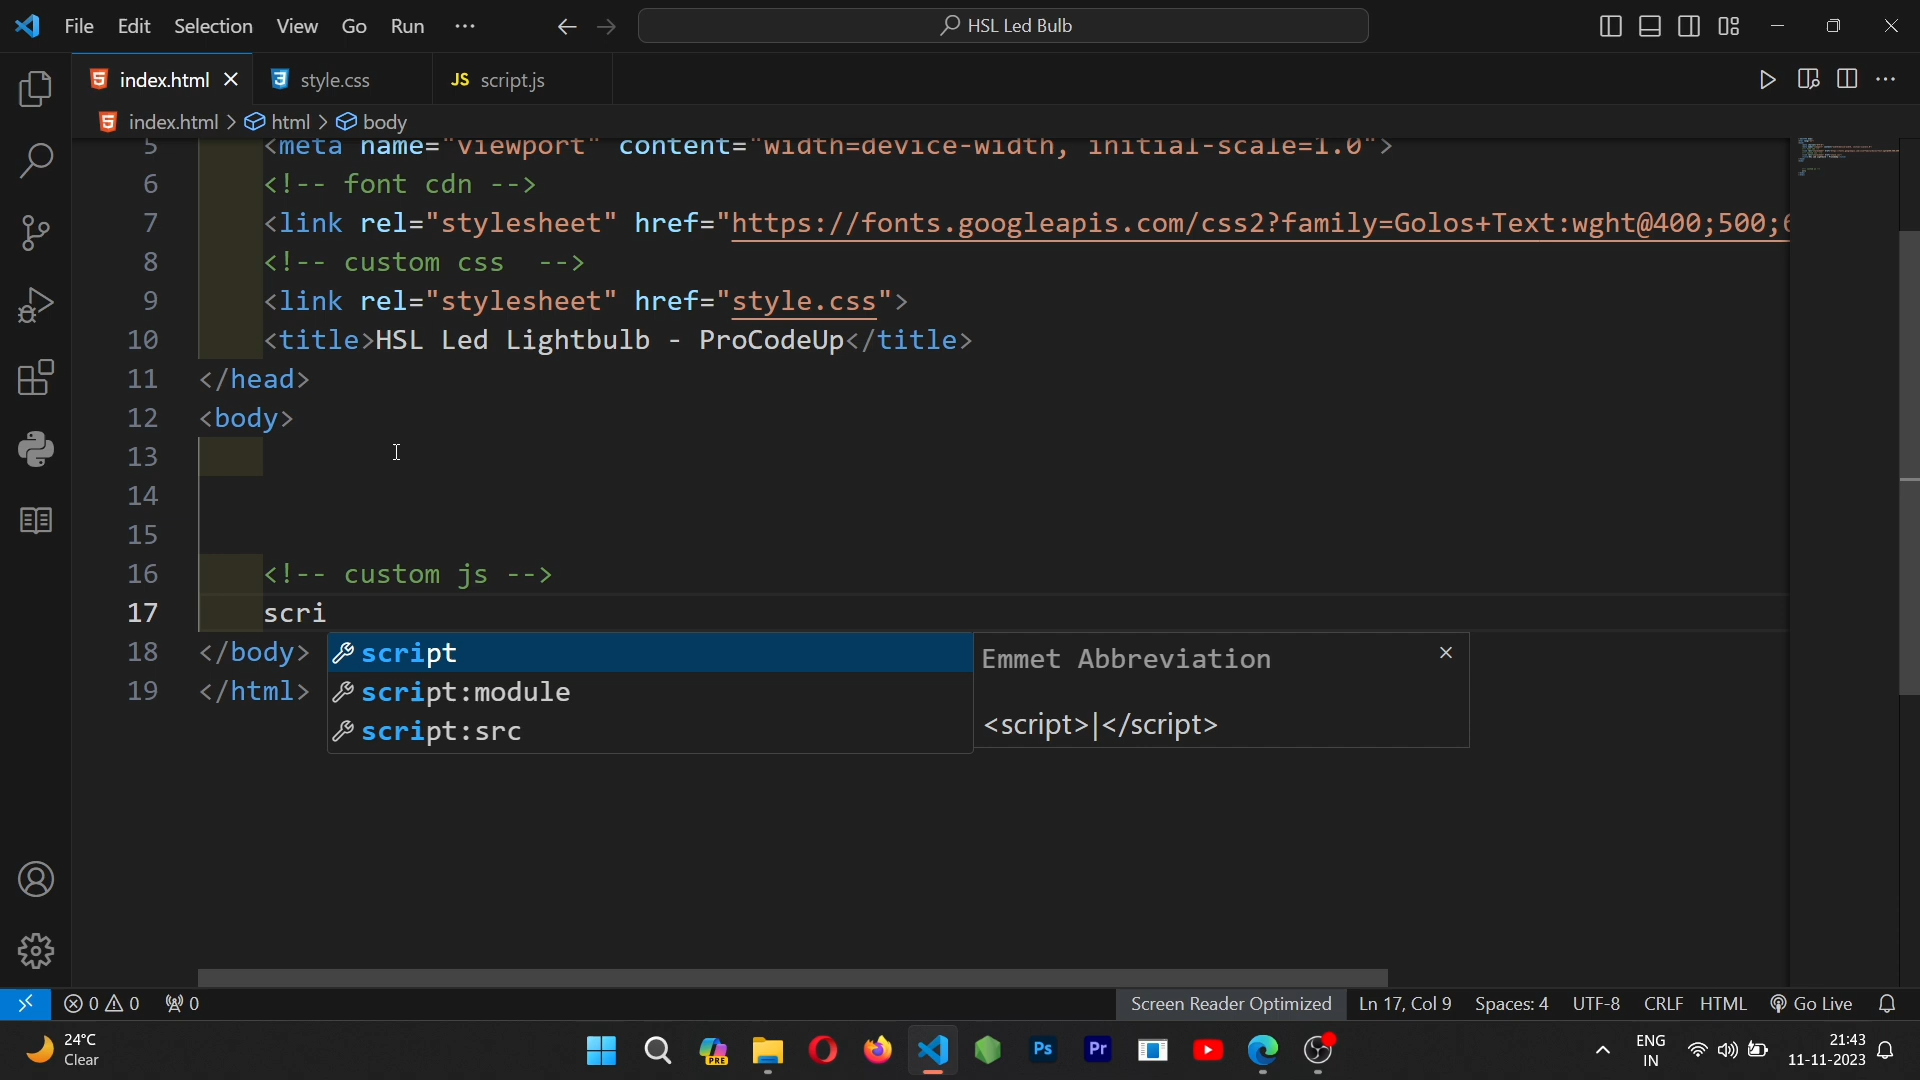 File Edit Selection View Go Run ··· HSL Led Bulb
index.html style.css JS script.js
index.html > html > body
5 <meta name="viewport" content="width=device-width, initial-scale=1.0">
6 <!-- font cdn -->
7 <link rel="stylesheet" href="https://fonts.googleapis.com/css2?family=Golos+Text:wght@400;500;6
8 <!-- custom css  -->
9 <link rel="stylesheet" href="style.css">
10 <title>HSL Led Lightbulb - ProCodeUp</title>
11 </head>
12 <body>
13
14
15
16 <!-- custom js -->
17 scri
18 </body> script Emmet Abbreviation
19 </html> script:module
script:src <script>|</script>
0 0 0 Screen Reader Optimized Ln 17, Col 9 Spaces: 4 UTF-8 CRLF HTML Go Live
24°C
Clear
PRE Ps Pr
ENG
IN
21:43
11-11-2023